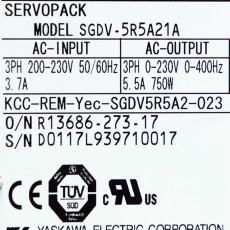 SERVOPACK
MODEL SGDV-5R5A21A
AC-INPUT AC-OUTPUT
3PH 200-230V 50/60Hz 3PH 0-230V 0-400Hz
3.7A 5.5A 750W
KCC-REM-Yec-SGDV5R5A2-023
O/N R13686-273-17
S/N D0117L939710017
TÜV
SÜD
c US
YASKAWA ELECTRIC CORPORATION